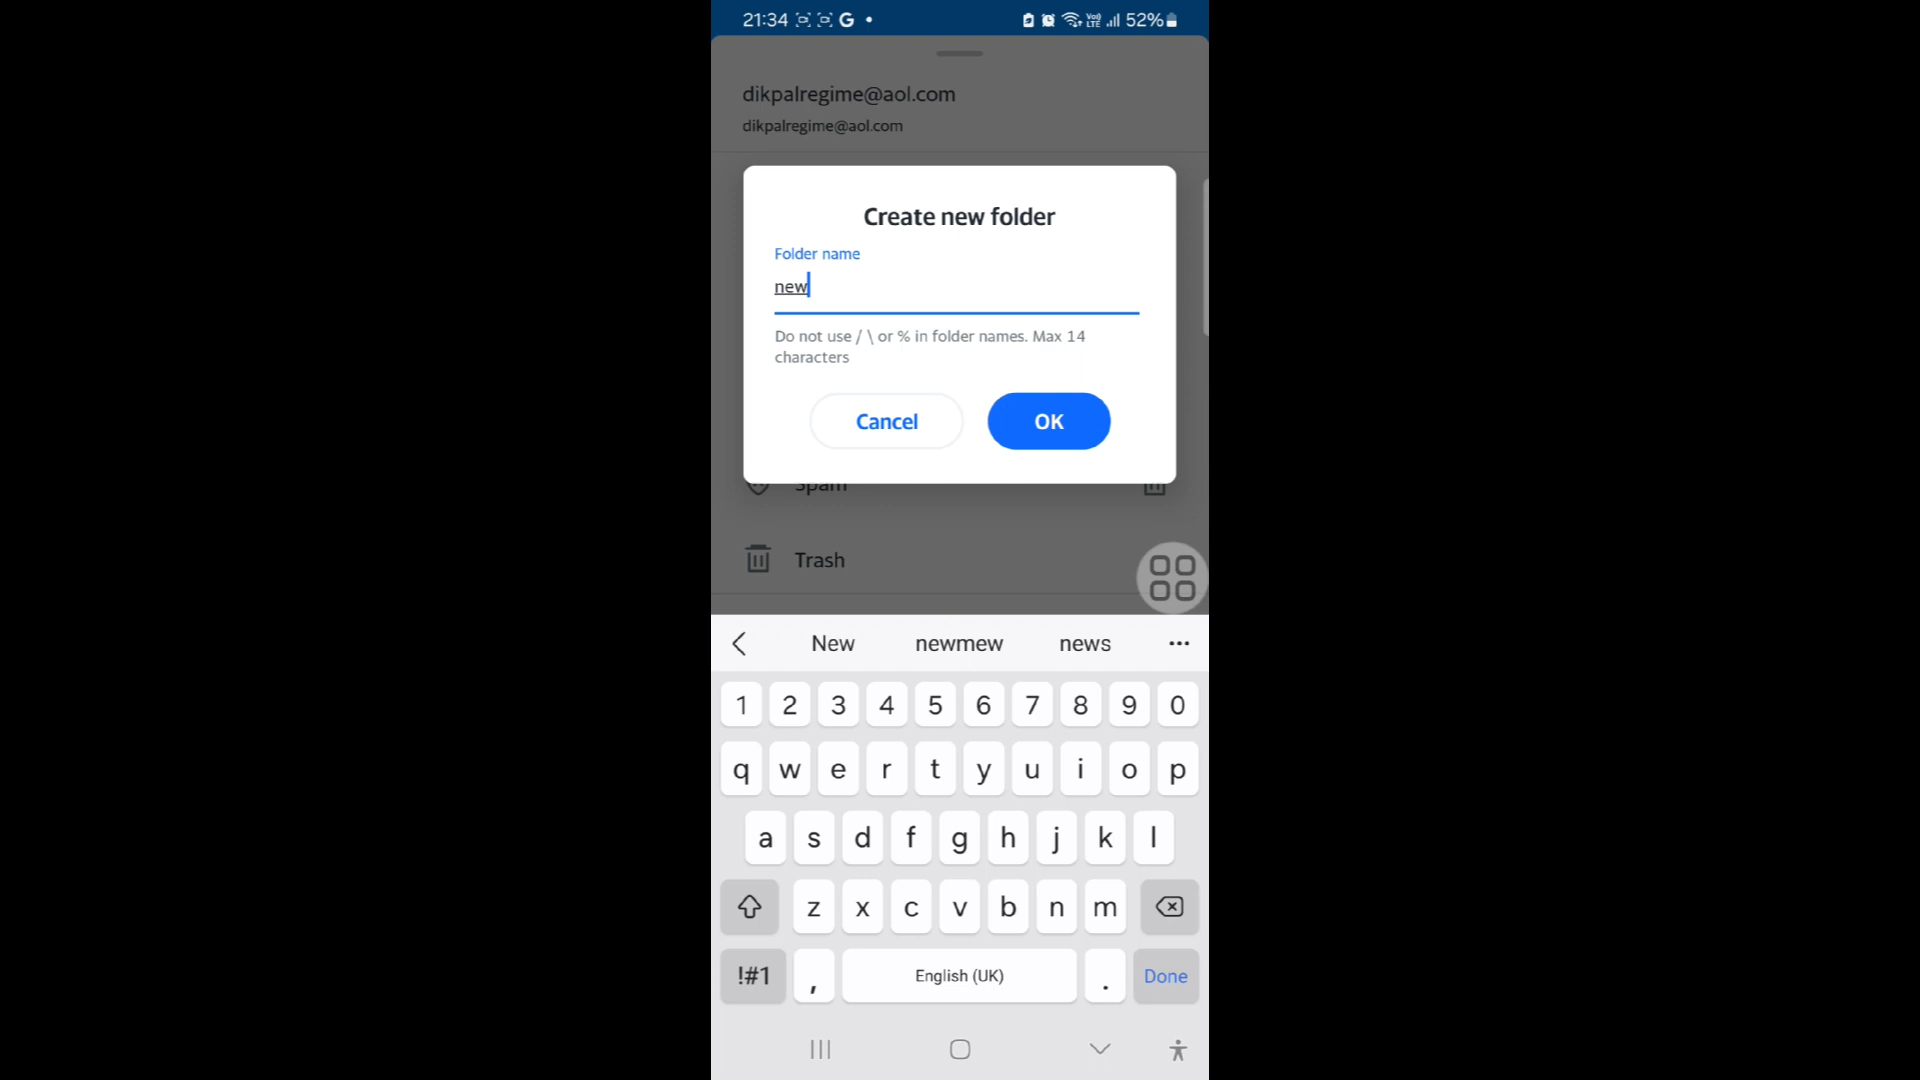 21:34 G • Vo) LTE 52%
dikpalregime@aol.com
dikpalregime@aol.com
Create new folder
Folder name
new
Do not use / \ or % in folder names. Max 14
characters
Cancel OK
Spam
Trash
New newmew news ...
1 2 3 4 5 6 7 8 9 0
q w e r t y u i o p
a s d f g h j k l
z x c v b n m
!#1 , English (UK) . Done